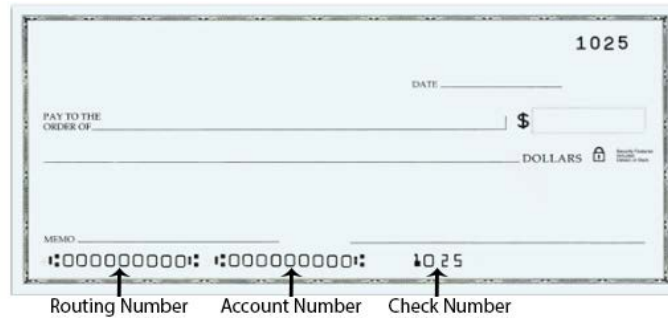 1025
DATE
PAY TO THE
ORDER OF
$
DOLLARS
MEMO
⑆000000000⑆ ⑆000000000⑆ 1025
Routing Number Account Number Check Number